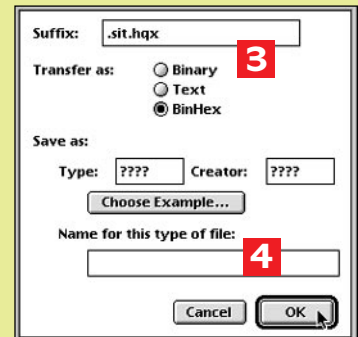 Suffix: .sit.hqx
3
Transfer as: Binary
Text
BinHex
Save as:
Type: ???? Creator: ????
Choose Example...
Name for this type of file:
4
Cancel OK